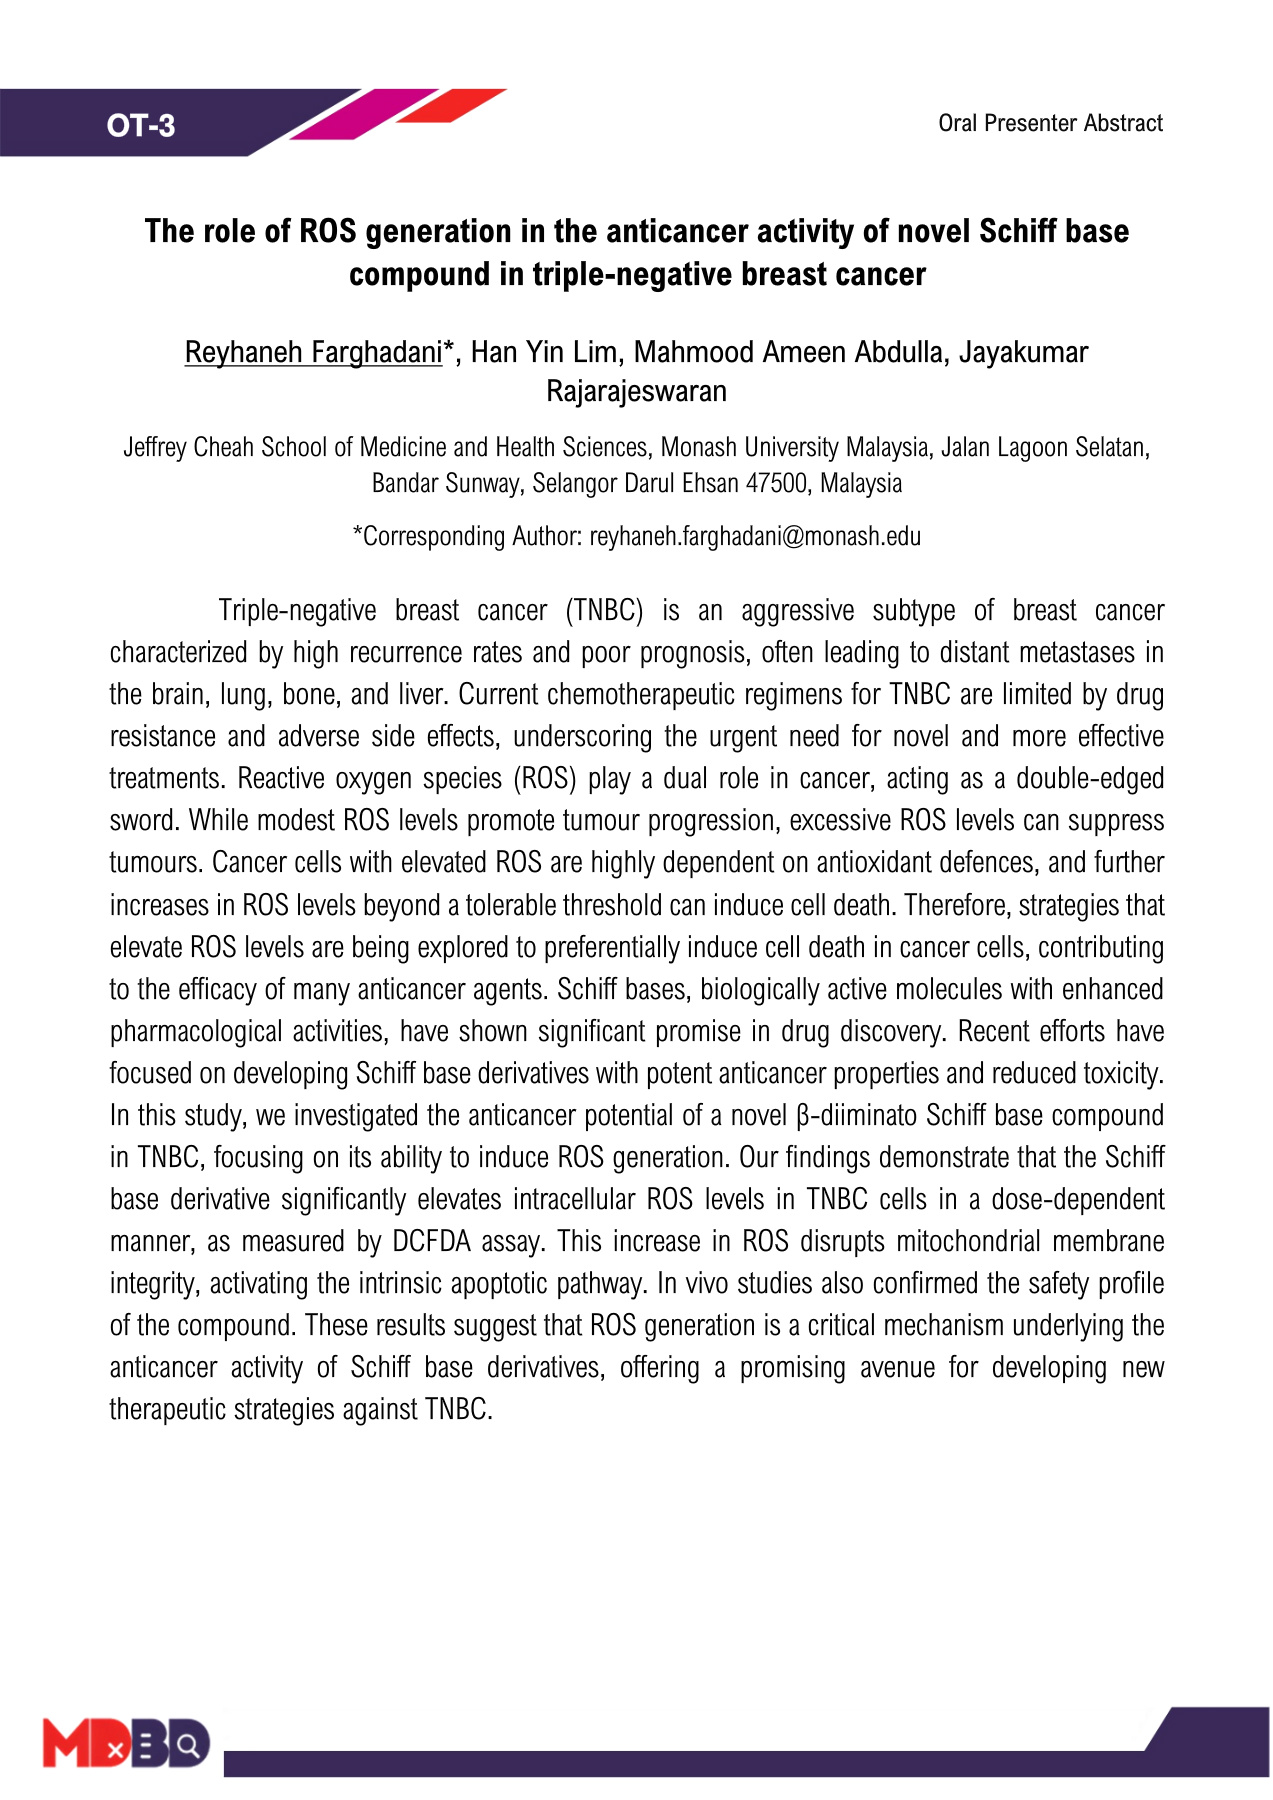 OT-3
Oral Presenter Abstract
The role of ROS generation in the anticancer activity of novel Schiff base
compound in triple-negative breast cancer
Reyhaneh Farghadani*, Han Yin Lim, Mahmood Ameen Abdulla, Jayakumar
Rajarajeswaran
Jeffrey Cheah School of Medicine and Health Sciences, Monash University Malaysia, Jalan Lagoon Selatan,
Bandar Sunway, Selangor Darul Ehsan 47500, Malaysia
*Corresponding Author: reyhaneh.farghadani@monash.edu
Triple-negative breast cancer (TNBC) is an aggressive subtype of breast cancer
characterized by high recurrence rates and poor prognosis, often leading to distant metastases in
the brain, lung, bone, and liver. Current chemotherapeutic regimens for TNBC are limited by drug
resistance and adverse side effects, underscoring the urgent need for novel and more effective
treatments. Reactive oxygen species (ROS) play a dual role in cancer, acting as a double-edged
sword. While modest ROS levels promote tumour progression, excessive ROS levels can suppress
tumours. Cancer cells with elevated ROS are highly dependent on antioxidant defences, and further
increases in ROS levels beyond a tolerable threshold can induce cell death. Therefore, strategies that
elevate ROS levels are being explored to preferentially induce cell death in cancer cells, contributing
to the efficacy of many anticancer agents. Schiff bases, biologically active molecules with enhanced
pharmacological activities, have shown significant promise in drug discovery. Recent efforts have
focused on developing Schiff base derivatives with potent anticancer properties and reduced toxicity.
In this study, we investigated the anticancer potential of a novel β-diiminato Schiff base compound
in TNBC, focusing on its ability to induce ROS generation. Our findings demonstrate that the Schiff
base derivative significantly elevates intracellular ROS levels in TNBC cells in a dose-dependent
manner, as measured by DCFDA assay. This increase in ROS disrupts mitochondrial membrane
integrity, activating the intrinsic apoptotic pathway. In vivo studies also confirmed the safety profile
of the compound. These results suggest that ROS generation is a critical mechanism underlying the
anticancer activity of Schiff base derivatives, offering a promising avenue for developing new
therapeutic strategies against TNBC.
MDBD